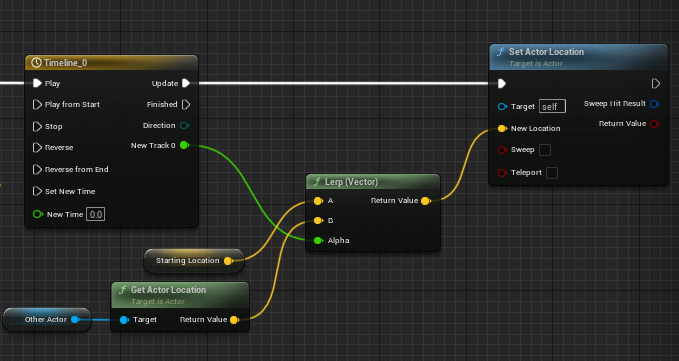 Timeline_0
Play
Update
Play from Start
Finished
Stop
Direction
Reverse
New Track 0
Reverse from End
Set New Time
New Time 0.0
Set Actor Location
Target is Actor
Target self
Sweep Hit Result
New Location
Return Value
Sweep
Teleport
Lerp (Vector)
A
Return Value
B
Alpha
Starting Location
Get Actor Location
Target is Actor
Other Actor
Target
Return Value